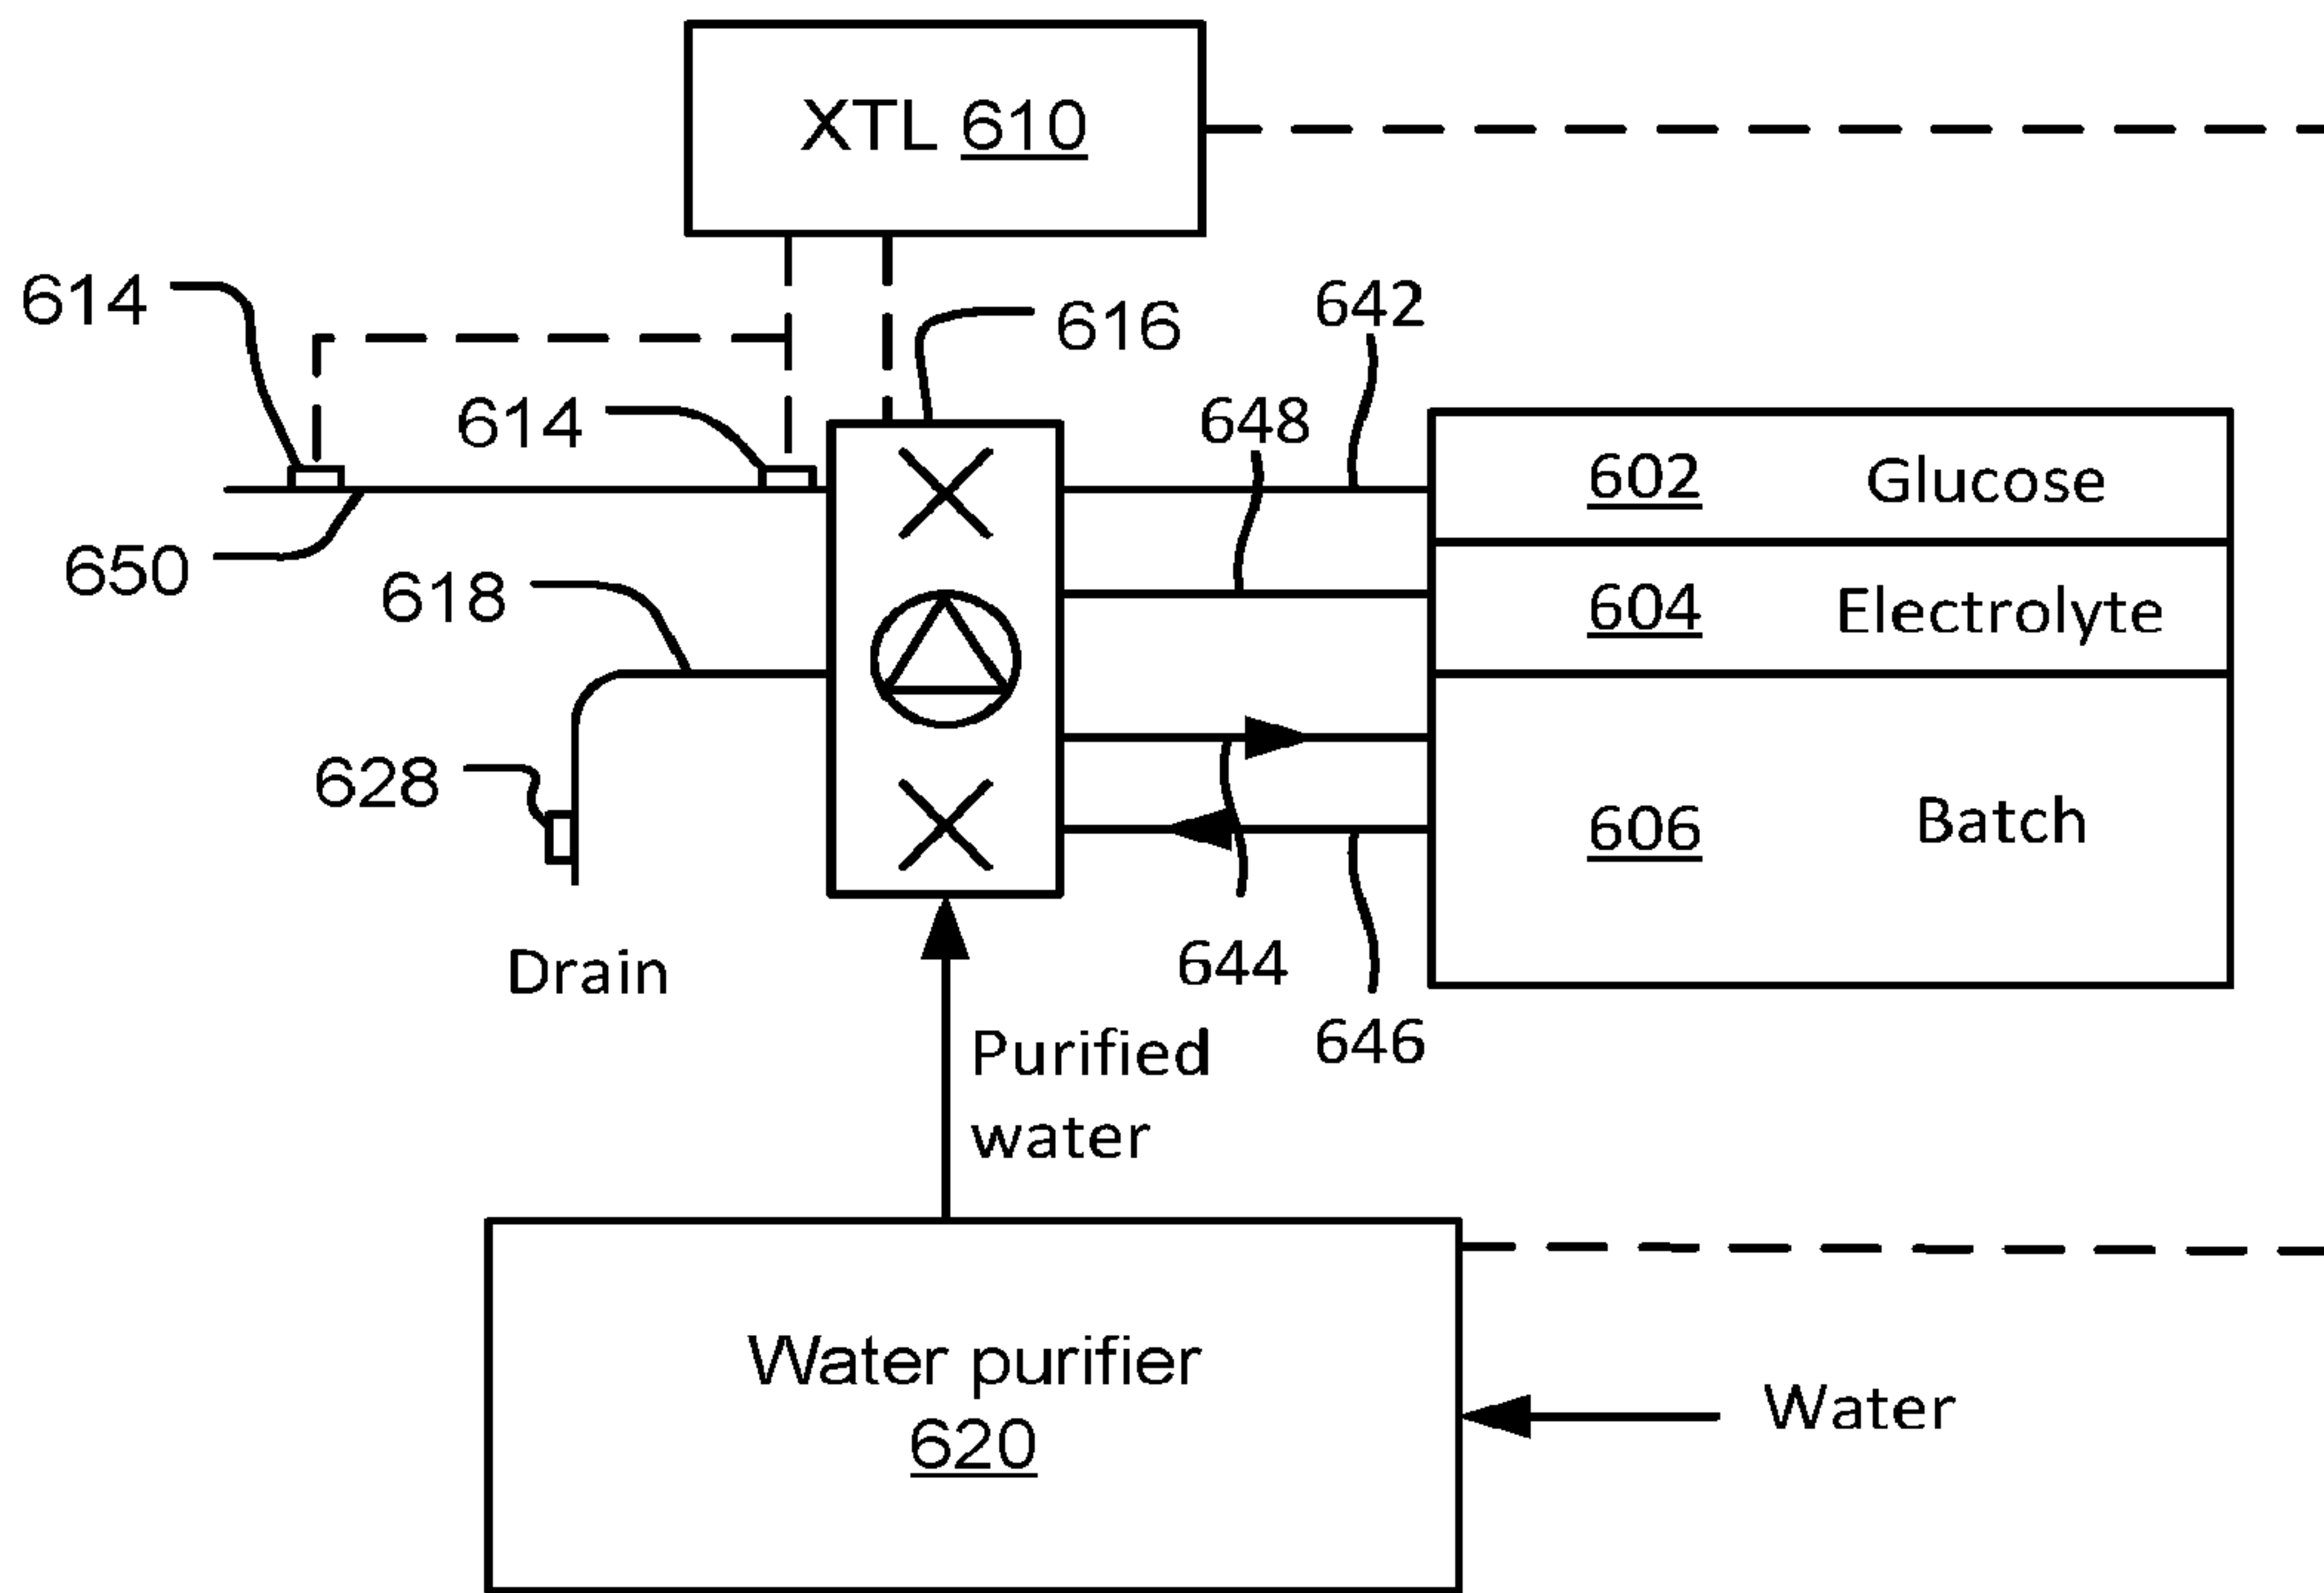 XTL 610
614
616
642
614
648
602 Glucose
650
618
604 Electrolyte
628
606 Batch
Drain
644
646
Purified
water
Water purifier
620
Water